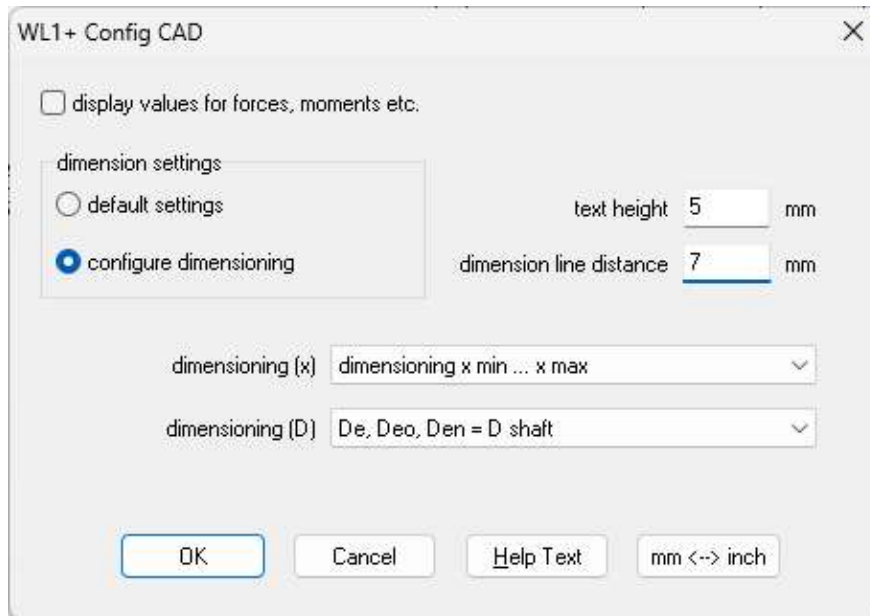 WL1+ Config CAD
display values for forces, moments etc.
dimension settings
default settings
text height 5 mm
configure dimensioning
dimension line distance 7 mm
dimensioning (x) dimensioning x min ... x max
dimensioning (D) De, Deo, Den = D shaft
OK Cancel Help Text mm <--> inch